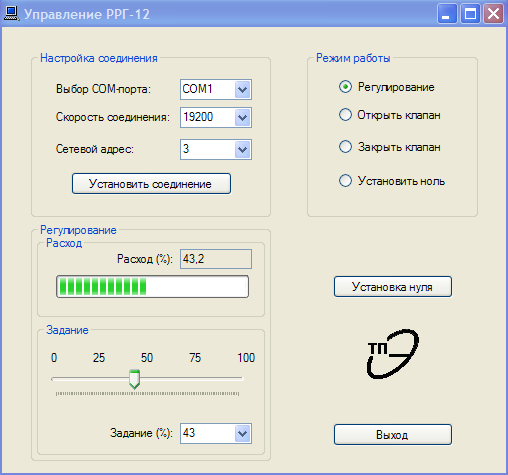 Управление РРГ-12
Настройка соединения
Выбор COM-порта: COM1
Скорость соединения: 19200
Сетевой адрес: 3
Установить соединение
Режим работы
Регулирование
Открыть клапан
Закрыть клапан
Установить ноль
Регулирование
Расход
Расход (%): 43,2
Задание
0 25 50 75 100
Задание (%): 43
Установка нуля
ТП
Выход